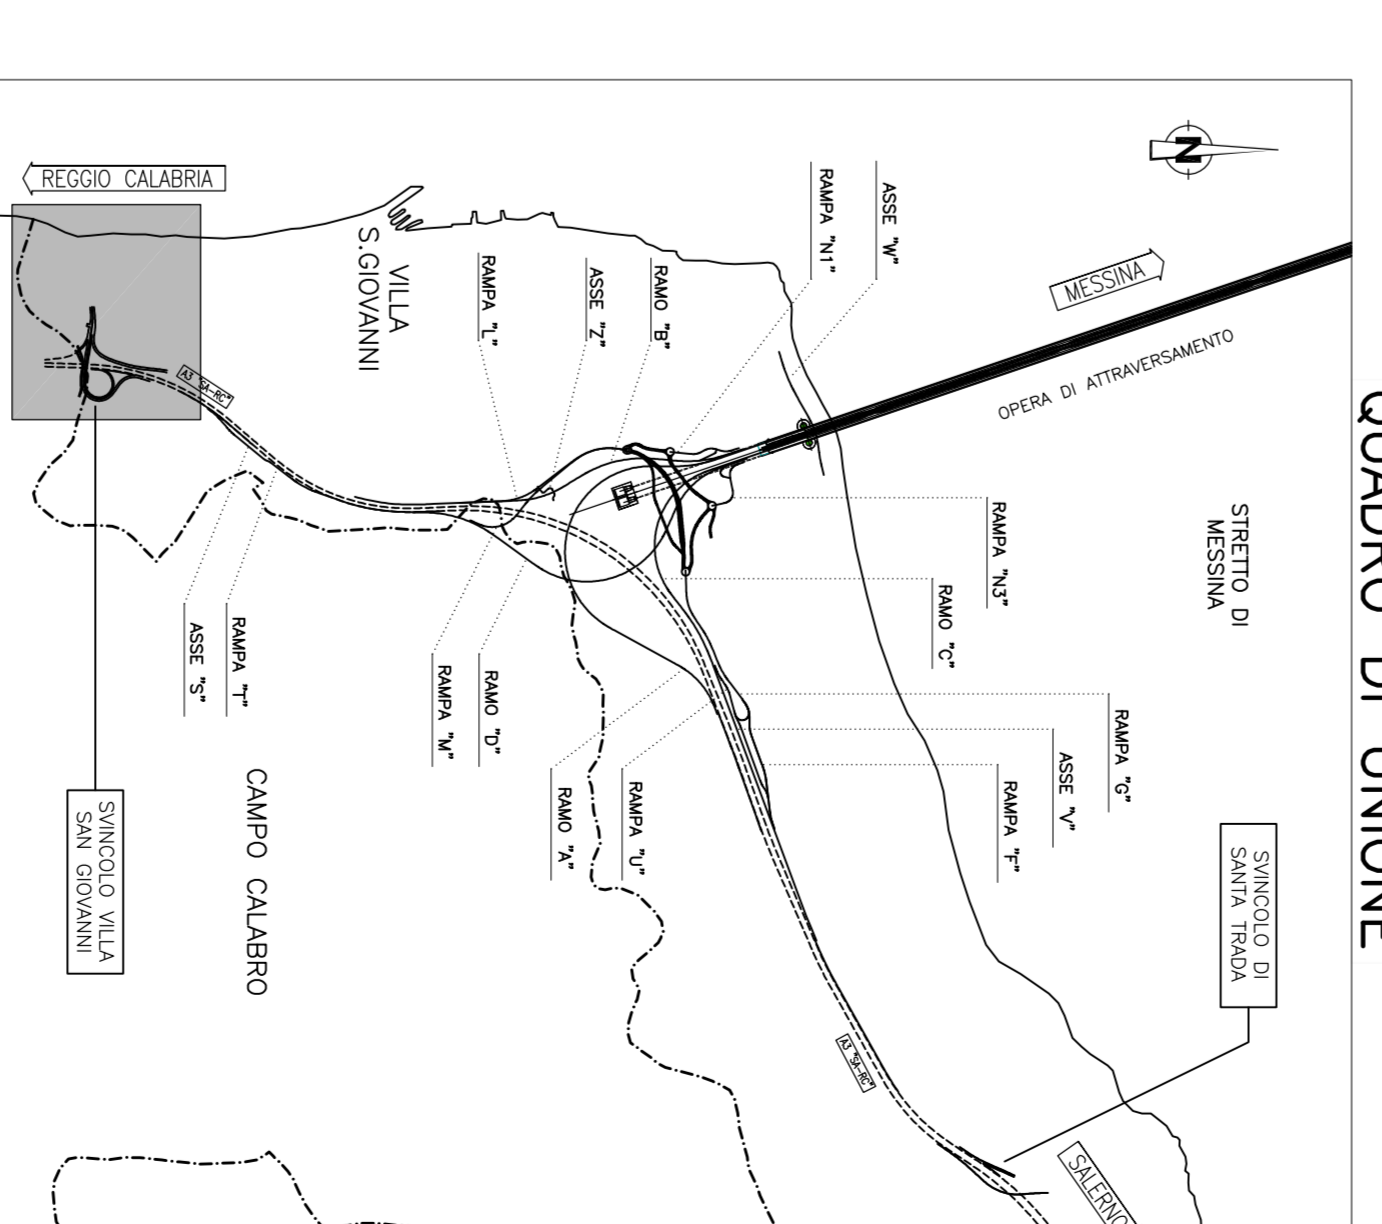 QUADRO DI UNIONE
N
REGGIO CALABRIA
MESSINA
OPERA DI ATTRAVERSAMENTO
STRETTO DI
MESSINA
VILLA
S.GIOVANNI
RAMPA "L"
ASSE "Z"
RAMO "B"
RAMPA "N1"
ASSE "W"
A3 "SA-RC"
RAMPA "N3"
RAMO "C"
RAMPA "G"
ASSE "V"
RAMPA "F"
ASSE "S"
RAMPA "T"
RAMPA "M"
RAMO "D"
RAMO "A"
RAMPA "U"
CAMPO CALABRO
SVINCOLO VILLA
SAN GIOVANNI
SVINCOLO DI
SANTA TRADA
A3 "SA-RC"
SALERNO